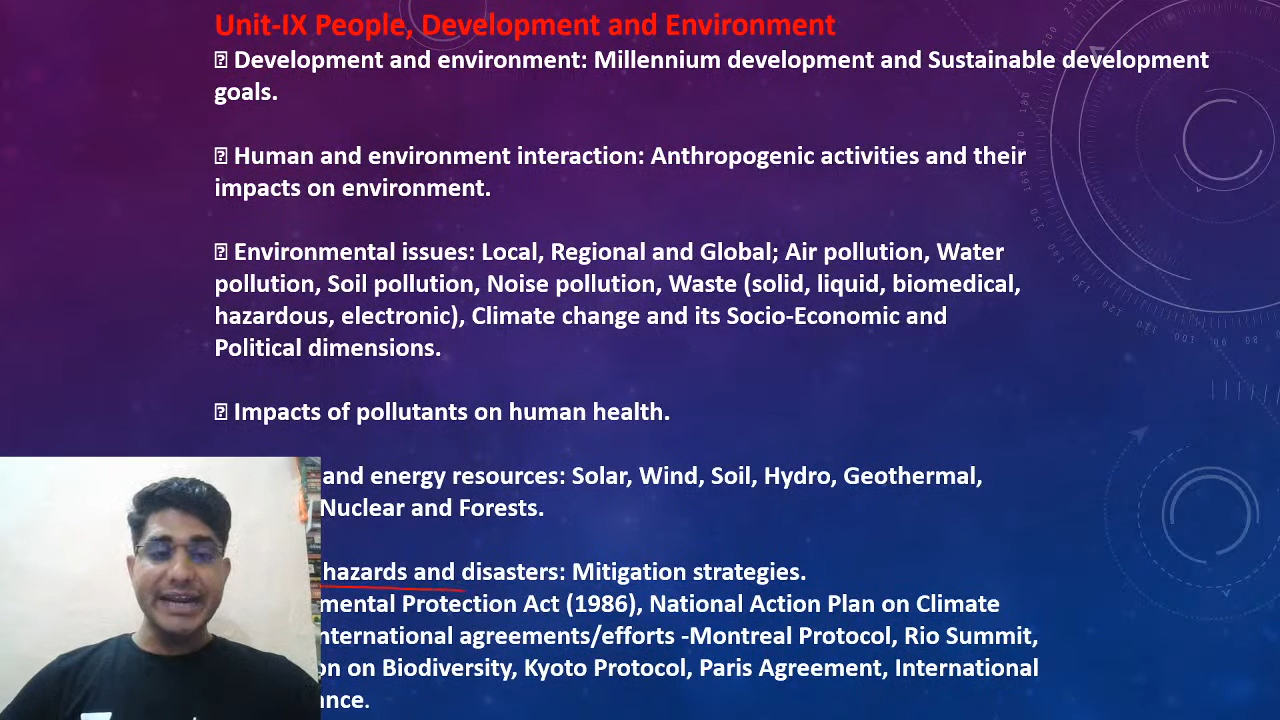 Unit-IX People, Development and Environment
Development and environment: Millennium development and Sustainable development
goals.
Human and environment interaction: Anthropogenic activities and their
impacts on environment.
Environmental issues: Local, Regional and Global; Air pollution, Water
pollution, Soil pollution, Noise pollution, Waste (solid, liquid, biomedical,
hazardous, electronic), Climate change and its Socio-Economic and
Political dimensions.
Impacts of pollutants on human health.
and energy resources: Solar, Wind, Soil, Hydro, Geothermal,
Nuclear and Forests.
hazards and disasters: Mitigation strategies.
mental Protection Act (1986), National Action Plan on Climate
nternational agreements/efforts -Montreal Protocol, Rio Summit,
on on Biodiversity, Kyoto Protocol, Paris Agreement, International
ance.